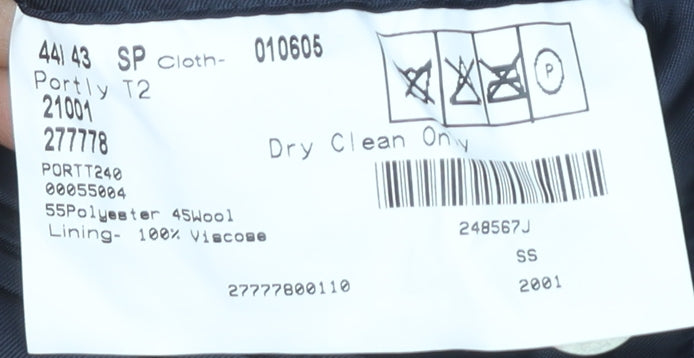 44| 43 SP Cloth- 010605
Portly T2
21001
277778
Dry Clean Only
PORTT240
00055004
55Polyester 45Wool
Lining- 100% Viscose
P
248567J
SS
27777800110
2001